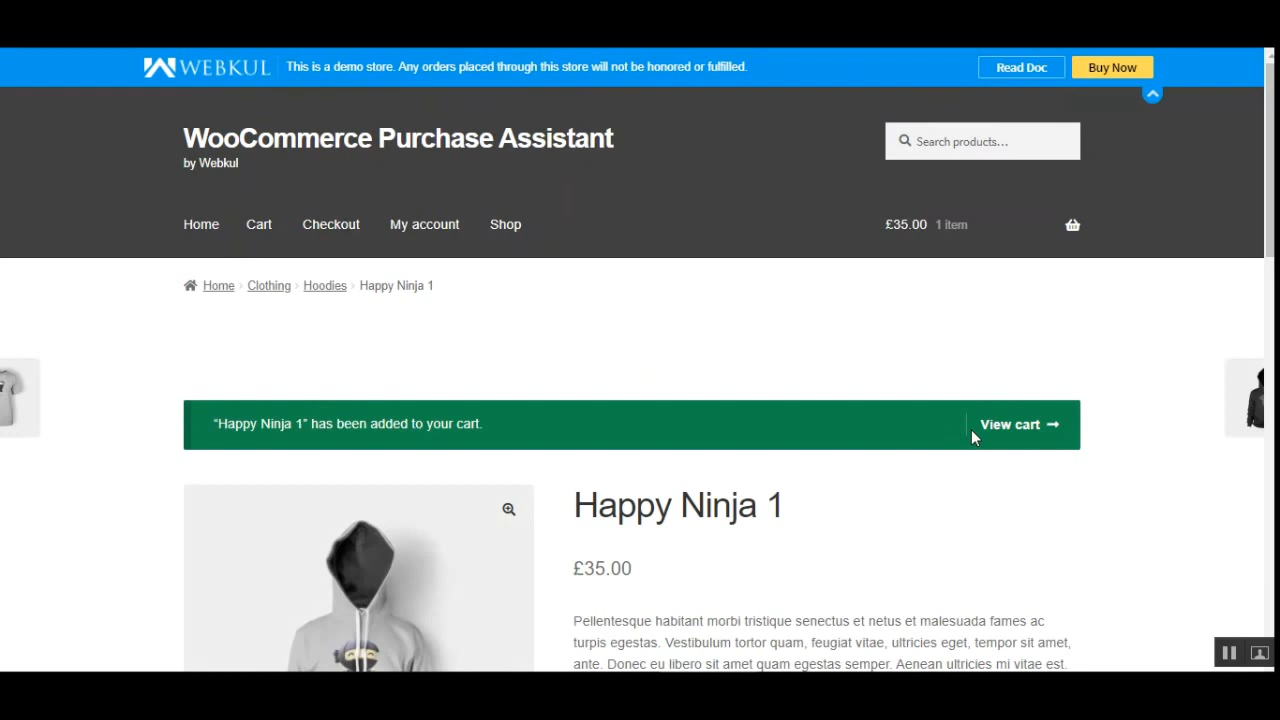 WEBKUL This is a demo store. Any orders placed through this store will not be honored or fulfilled. Read Doc Buy Now
WooCommerce Purchase Assistant
by Webkul
Search products...
Home Cart Checkout My account Shop £35.00 1 item
Home › Clothing › Hoodies › Happy Ninja 1
“Happy Ninja 1” has been added to your cart. View cart →
Happy Ninja 1
£35.00
Pellentesque habitant morbi tristique senectus et netus et malesuada fames ac
turpis egestas. Vestibulum tortor quam, feugiat vitae, ultricies eget, tempor sit amet,
ante. Donec eu libero sit amet quam egestas semper. Aenean ultricies mi vitae est.